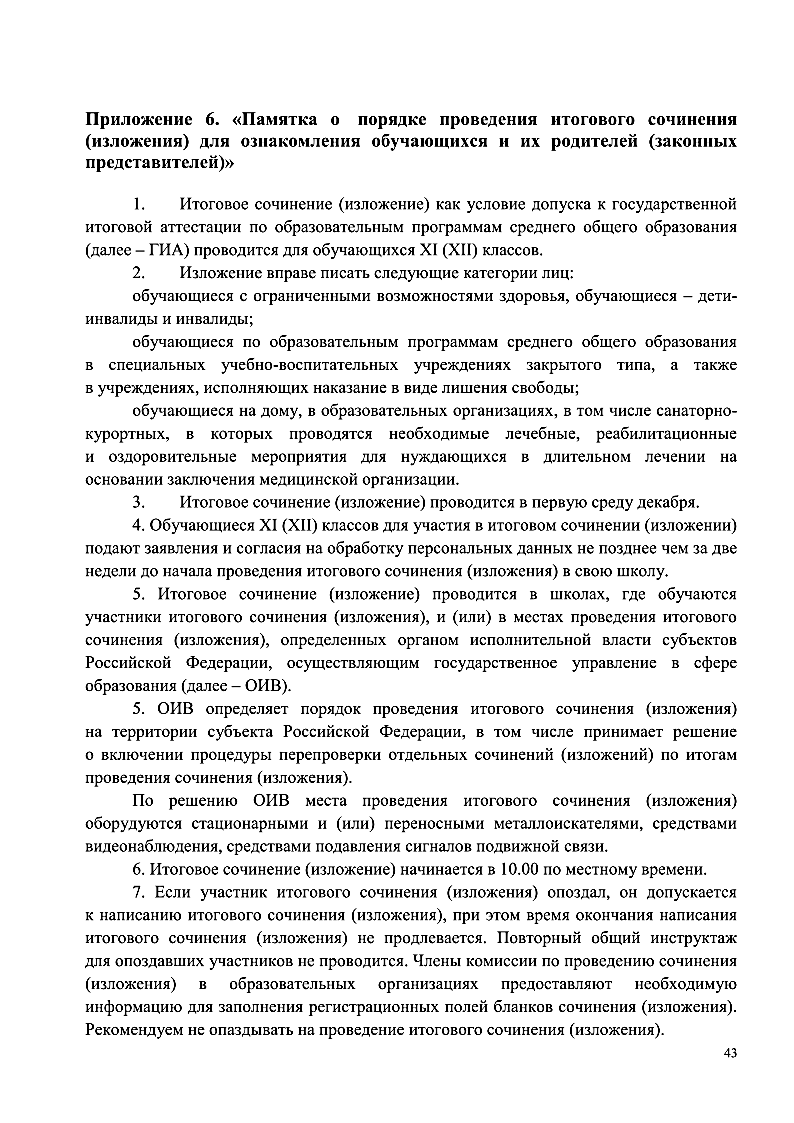 Приложение 6. «Памятка о порядке проведения итогового сочинения
(изложения) для ознакомления обучающихся и их родителей (законных
представителей)»
1. Итоговое сочинение (изложение) как условие допуска к государственной
итоговой аттестации по образовательным программам среднего общего образования
(далее – ГИА) проводится для обучающихся XI (XII) классов.
2. Изложение вправе писать следующие категории лиц:
обучающиеся с ограниченными возможностями здоровья, обучающиеся – дети-
инвалиды и инвалиды;
обучающиеся по образовательным программам среднего общего образования
в специальных учебно-воспитательных учреждениях закрытого типа, а также
в учреждениях, исполняющих наказание в виде лишения свободы;
обучающиеся на дому, в образовательных организациях, в том числе санаторно-
курортных, в которых проводятся необходимые лечебные, реабилитационные
и оздоровительные мероприятия для нуждающихся в длительном лечении на
основании заключения медицинской организации.
3. Итоговое сочинение (изложение) проводится в первую среду декабря.
4. Обучающиеся XI (XII) классов для участия в итоговом сочинении (изложении)
подают заявления и согласия на обработку персональных данных не позднее чем за две
недели до начала проведения итогового сочинения (изложения) в свою школу.
5. Итоговое сочинение (изложение) проводится в школах, где обучаются
участники итогового сочинения (изложения), и (или) в местах проведения итогового
сочинения (изложения), определенных органом исполнительной власти субъектов
Российской Федерации, осуществляющим государственное управление в сфере
образования (далее – ОИВ).
5. ОИВ определяет порядок проведения итогового сочинения (изложения)
на территории субъекта Российской Федерации, в том числе принимает решение
о включении процедуры перепроверки отдельных сочинений (изложений) по итогам
проведения сочинения (изложения).
По решению ОИВ места проведения итогового сочинения (изложения)
оборудуются стационарными и (или) переносными металлоискателями, средствами
видеонаблюдения, средствами подавления сигналов подвижной связи.
6. Итоговое сочинение (изложение) начинается в 10.00 по местному времени.
7. Если участник итогового сочинения (изложения) опоздал, он допускается
к написанию итогового сочинения (изложения), при этом время окончания написания
итогового сочинения (изложения) не продлевается. Повторный общий инструктаж
для опоздавших участников не проводится. Члены комиссии по проведению сочинения
(изложения) в образовательных организациях предоставляют необходимую
информацию для заполнения регистрационных полей бланков сочинения (изложения).
Рекомендуем не опаздывать на проведение итогового сочинения (изложения).
43